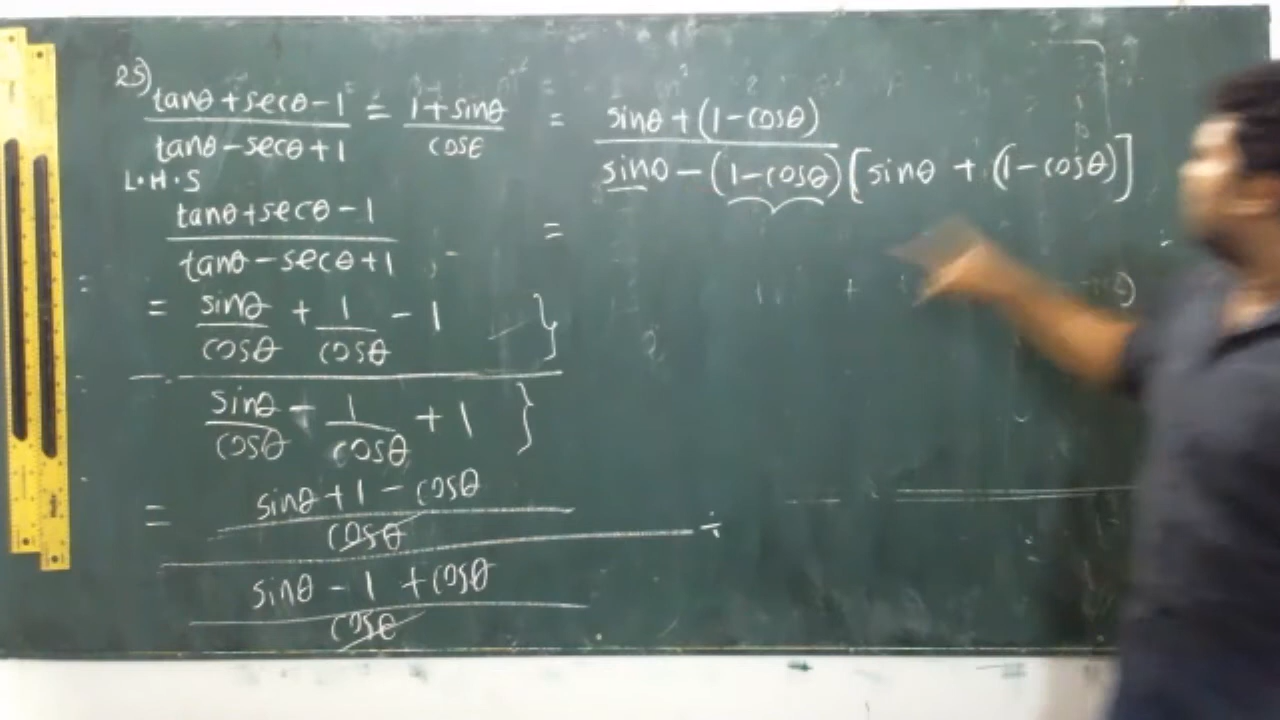 25) tanθ + secθ - 1 = 1 + sinθ
tanθ - secθ + 1 cosθ
L.H.S
tanθ + secθ - 1
tanθ - secθ + 1
= sinθ + 1 - 1 }
cosθ cosθ
sinθ - 1 + 1 }
cosθ cosθ
= sinθ + 1 - cosθ
cosθ
÷
sinθ - 1 + cosθ
cosθ
= sinθ + (1 - cosθ)
sinθ - (1 - cosθ) [sinθ + (1 - cosθ)]
=